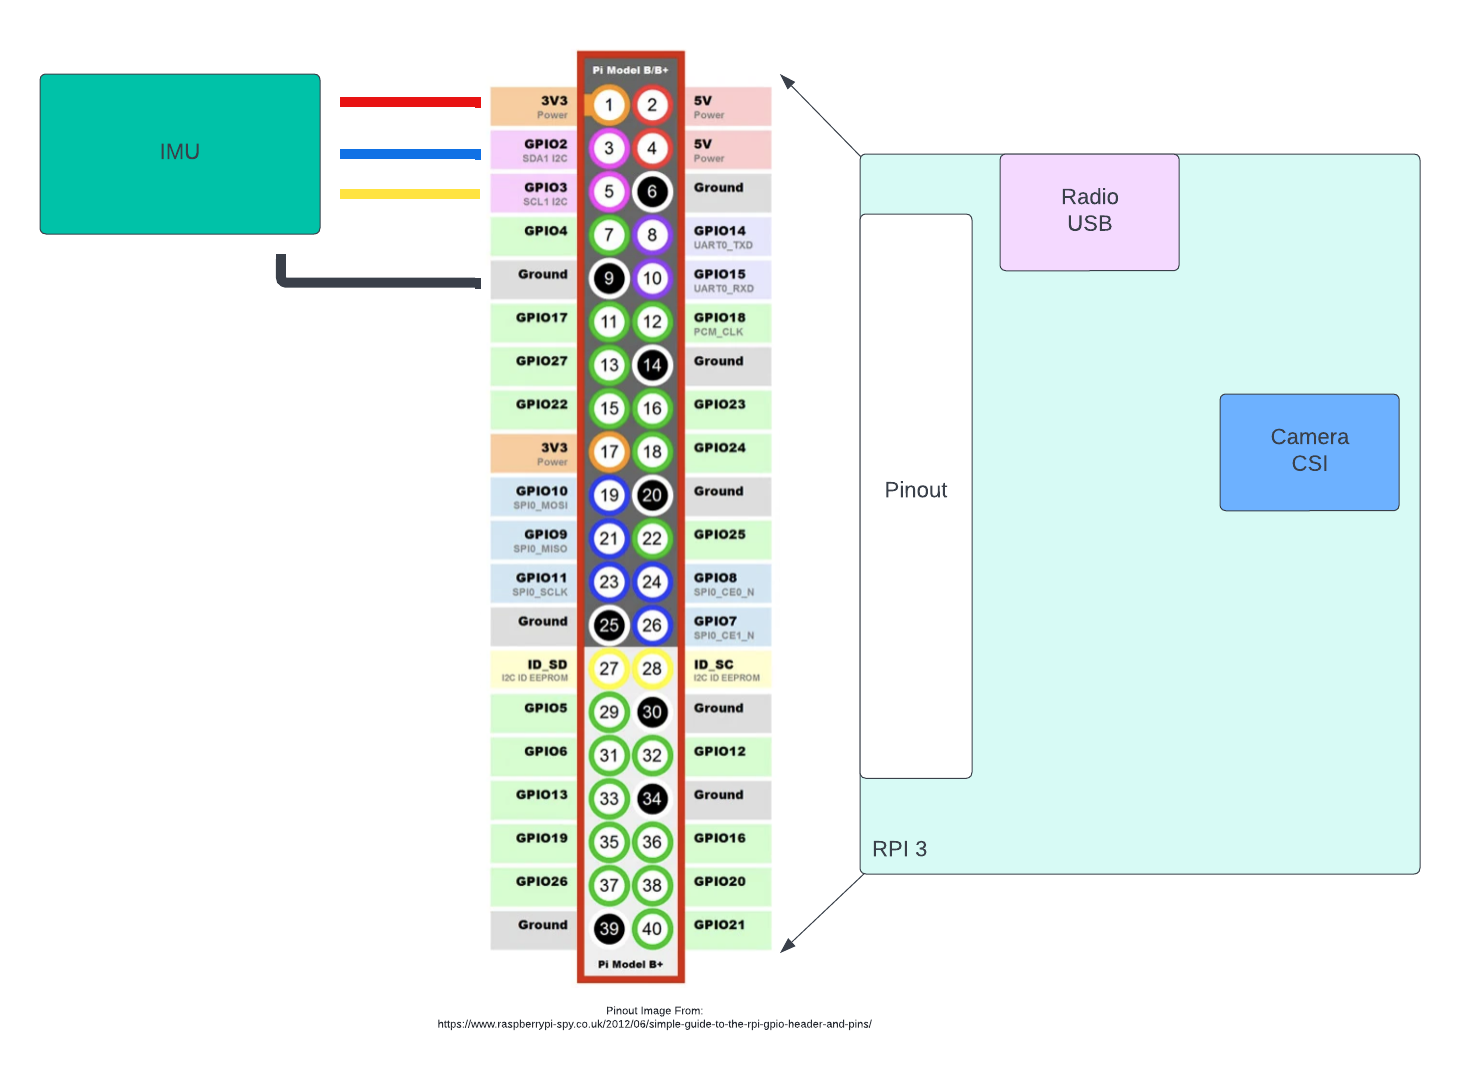 Pi Model B/B+
IMU
3V3
Power
1
2
5V
Power
GPIO2
SDA1 I2C
3
4
5V
Power
GPIO3
SCL1 I2C
5
6
Ground
GPIO4
7
8
GPIO14
UART0_TXD
Ground
9
10
GPIO15
UART0_RXD
GPIO17
11
12
GPIO18
PCM_CLK
GPIO27
13
14
Ground
GPIO22
15
16
GPIO23
3V3
Power
17
18
GPIO24
GPIO10
SPI0_MOSI
19
20
Ground
GPIO9
SPI0_MISO
21
22
GPIO25
GPIO11
SPI0_SCLK
23
24
GPIO8
SPI0_CE0_N
Ground
25
26
GPIO7
SPI0_CE1_N
ID_SD
I2C ID EEPROM
27
28
ID_SC
I2C ID EEPROM
GPIO5
29
30
Ground
GPIO6
31
32
GPIO12
GPIO13
33
34
Ground
GPIO19
35
36
GPIO16
GPIO26
37
38
GPIO20
Ground
39
40
GPIO21
Pi Model B+
Radio
USB
Camera
CSI
Pinout
RPI 3
Pinout Image From:
https://www.raspberrypi-spy.co.uk/2012/06/simple-guide-to-the-rpi-gpio-header-and-pins/